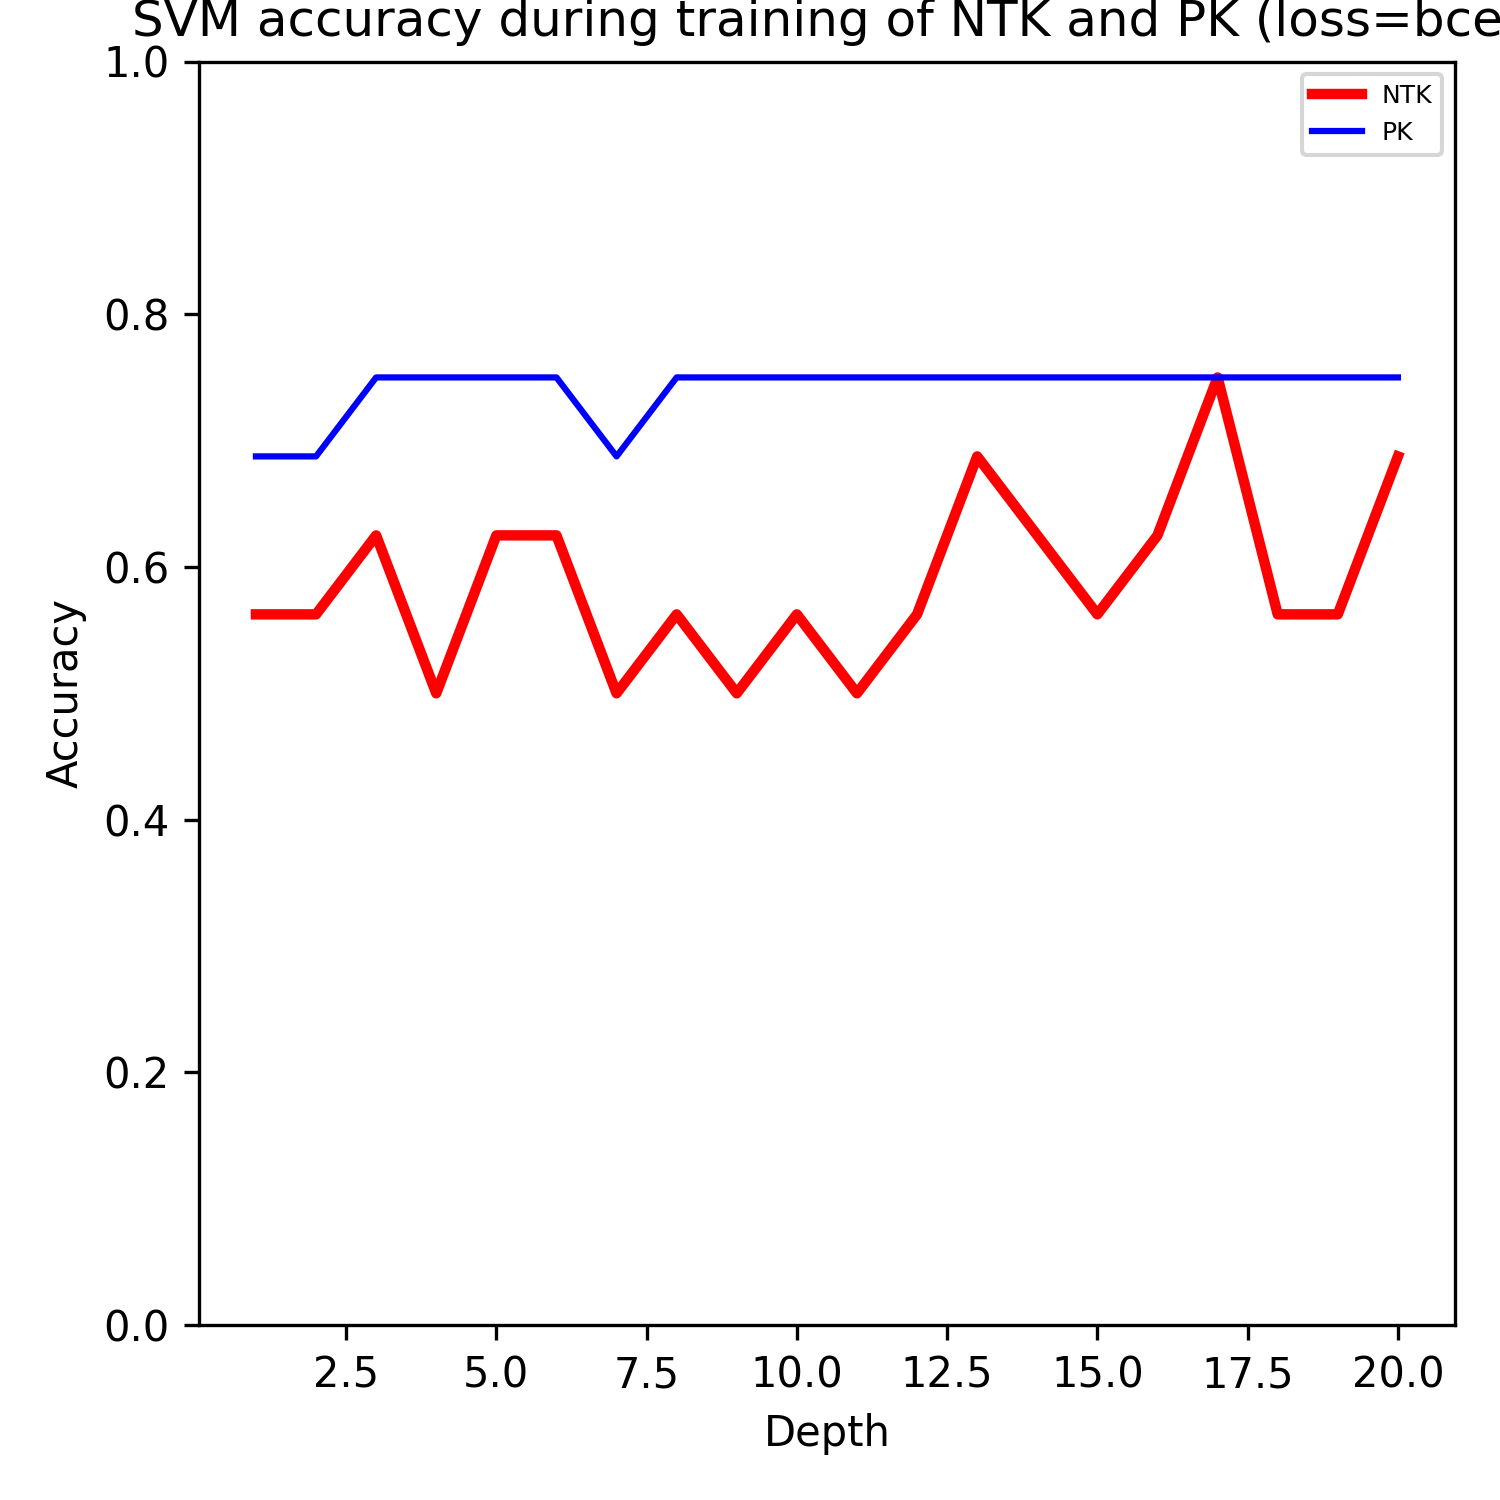 SVM accuracy during training of NTK and PK (loss=bce
1.0
NTK
PK
0.8
0.6
0.4
0.2
0.0
Accuracy
2.5 5.0 7.5 10.0 12.5 15.0 17.5 20.0
Depth